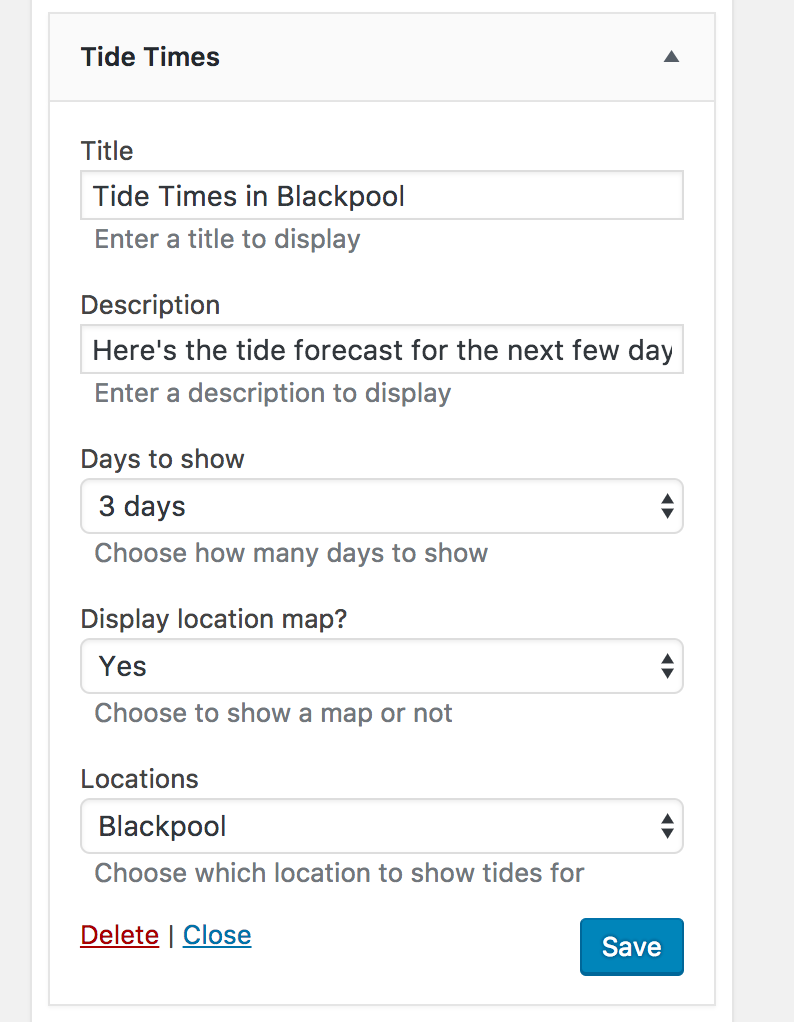 Tide Times
Title
Tide Times in Blackpool
Enter a title to display
Description
Here's the tide forecast for the next few day
Enter a description to display
Days to show
3 days
Choose how many days to show
Display location map?
Yes
Choose to show a map or not
Locations
Blackpool
Choose which location to show tides for
Delete | Close
Save